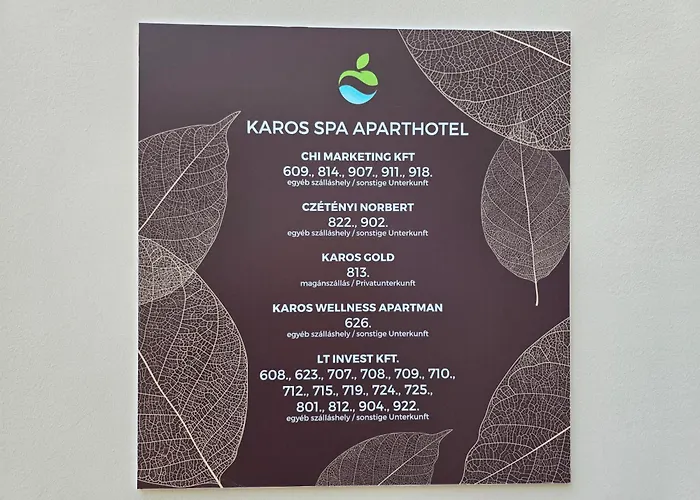 KAROS SPA APARTHOTEL
CHI MARKETING KFT
609., 814., 907., 911., 918.
egyéb szálláshely / sonstige Unterkunft
CZÉTÉNYI NORBERT
822., 902.
egyéb szálláshely / sonstige Unterkunft
KAROS GOLD
813.
magánszállás / Privatunterkunft
KAROS WELLNESS APARTMAN
626.
egyéb szálláshely / sonstige Unterkunft
LT INVEST KFT.
608., 623., 707., 708., 709., 710.,
712., 715., 719., 724., 725.,
801., 812., 904., 922.
egyéb szálláshely / sonstige Unterkunft